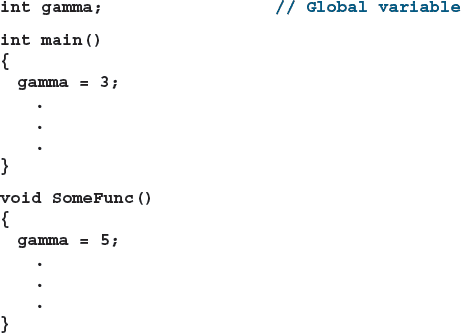 int gamma; // Global variable
int main()
{
gamma = 3;
.
.
.
}
void SomeFunc()
{
gamma = 5;
.
.
.
}